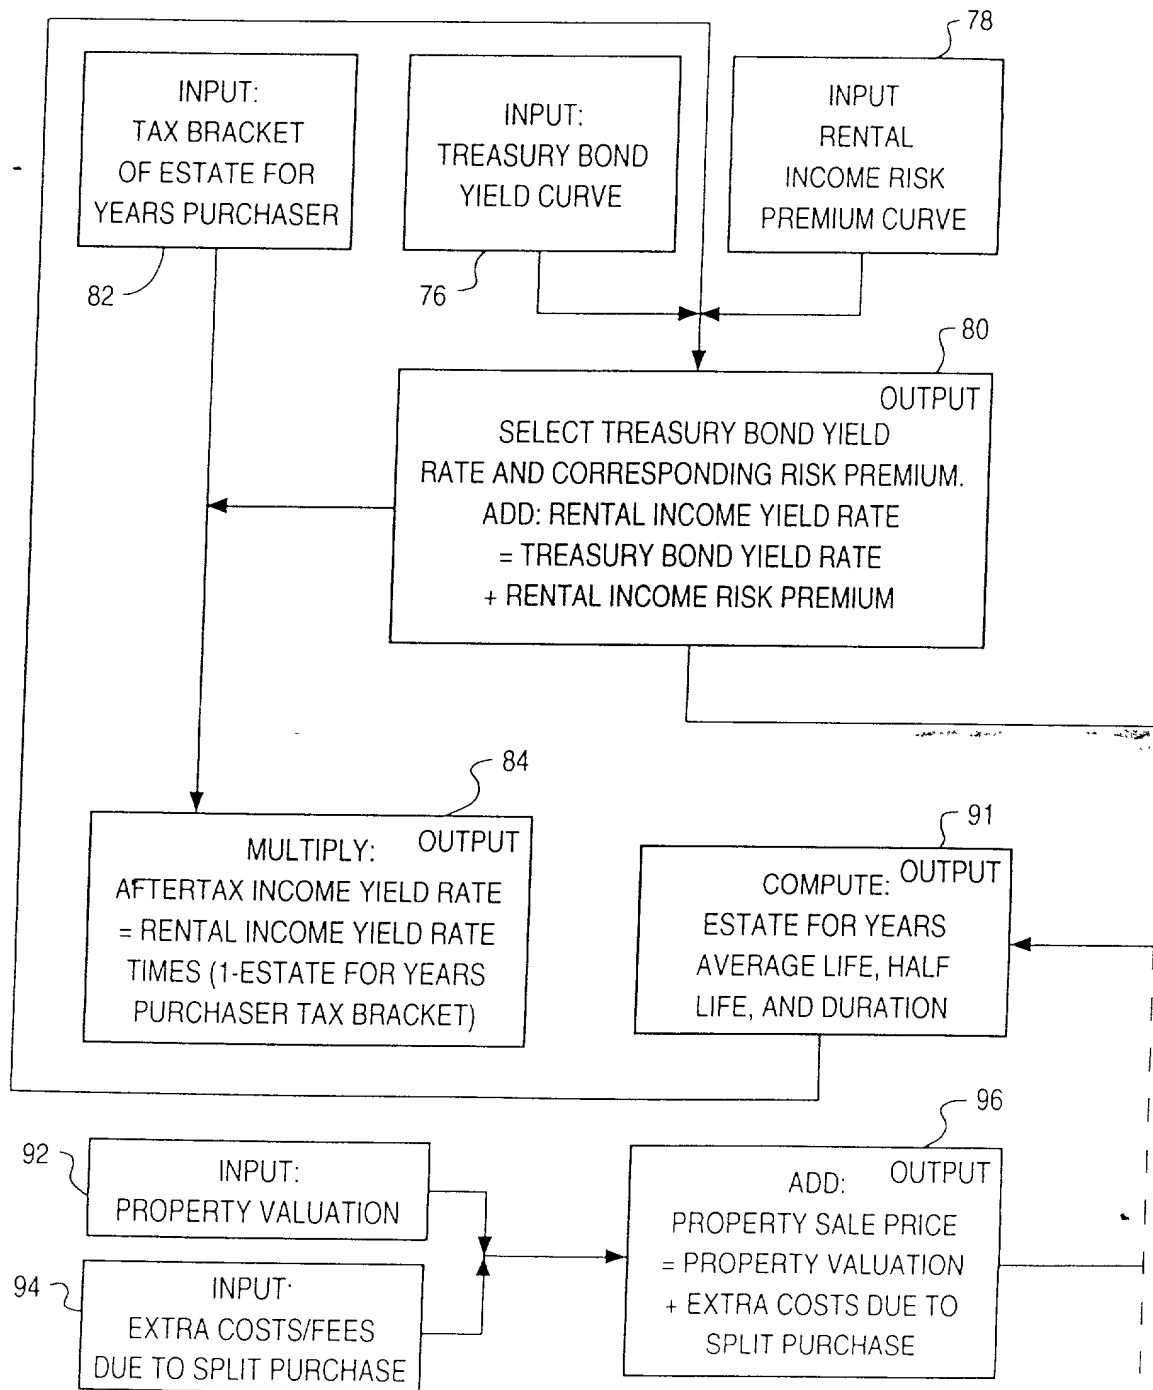 78
INPUT:
TAX BRACKET
OF ESTATE FOR
YEARS PURCHASER
82
INPUT:
TREASURY BOND
YIELD CURVE
76
INPUT
RENTAL
INCOME RISK
PREMIUM CURVE
80
OUTPUT
SELECT TREASURY BOND YIELD
RATE AND CORRESPONDING RISK PREMIUM.
ADD: RENTAL INCOME YIELD RATE
= TREASURY BOND YIELD RATE
+ RENTAL INCOME RISK PREMIUM
84
MULTIPLY: OUTPUT
AFTERTAX INCOME YIELD RATE
= RENTAL INCOME YIELD RATE
TIMES (1-ESTATE FOR YEARS
PURCHASER TAX BRACKET)
91
COMPUTE: OUTPUT
ESTATE FOR YEARS
AVERAGE LIFE, HALF
LIFE, AND DURATION
92
INPUT:
PROPERTY VALUATION
94
INPUT:
EXTRA COSTS/FEES
DUE TO SPLIT PURCHASE
96
ADD: OUTPUT
PROPERTY SALE PRICE
= PROPERTY VALUATION
+ EXTRA COSTS DUE TO
SPLIT PURCHASE